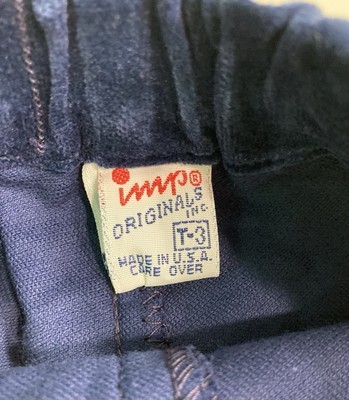 imp®
ORIGINALS
INC.
T-3
MADE IN U.S.A.
CARE OVER